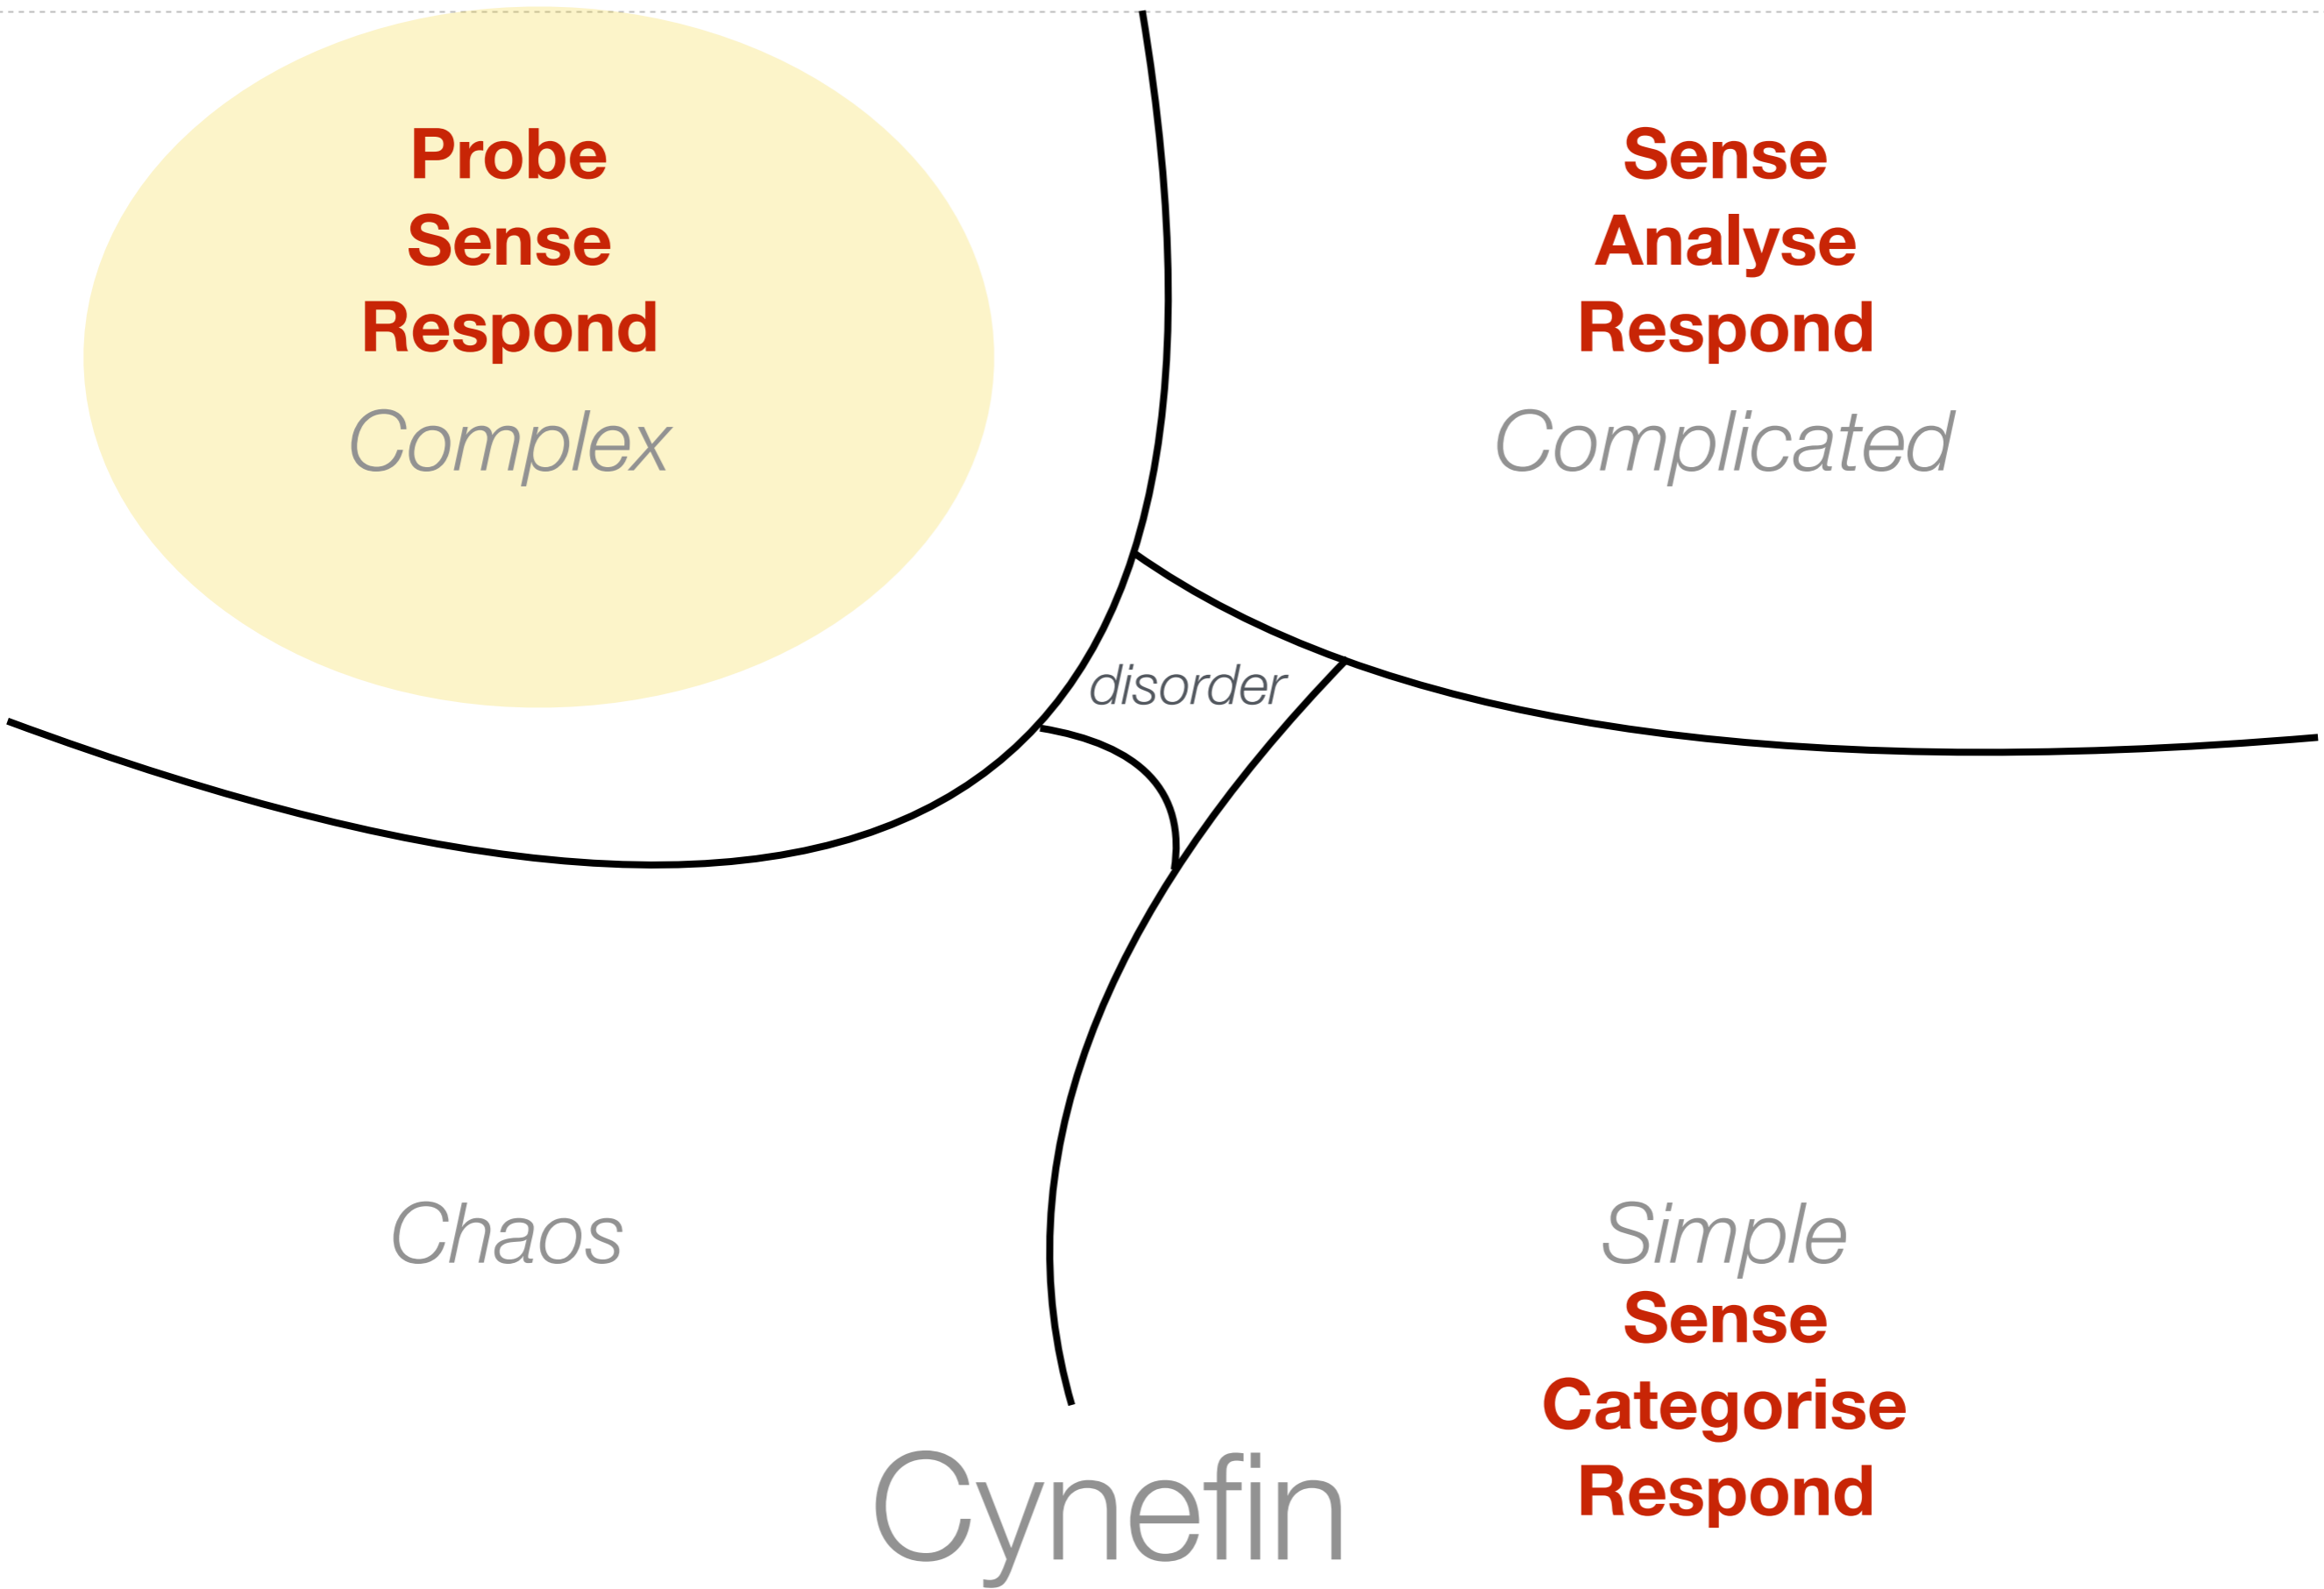 Probe
Sense
Respond
Complex
Sense
Analyse
Respond
Complicated
disorder
Chaos
Simple
Sense
Categorise
Respond
Cynefin